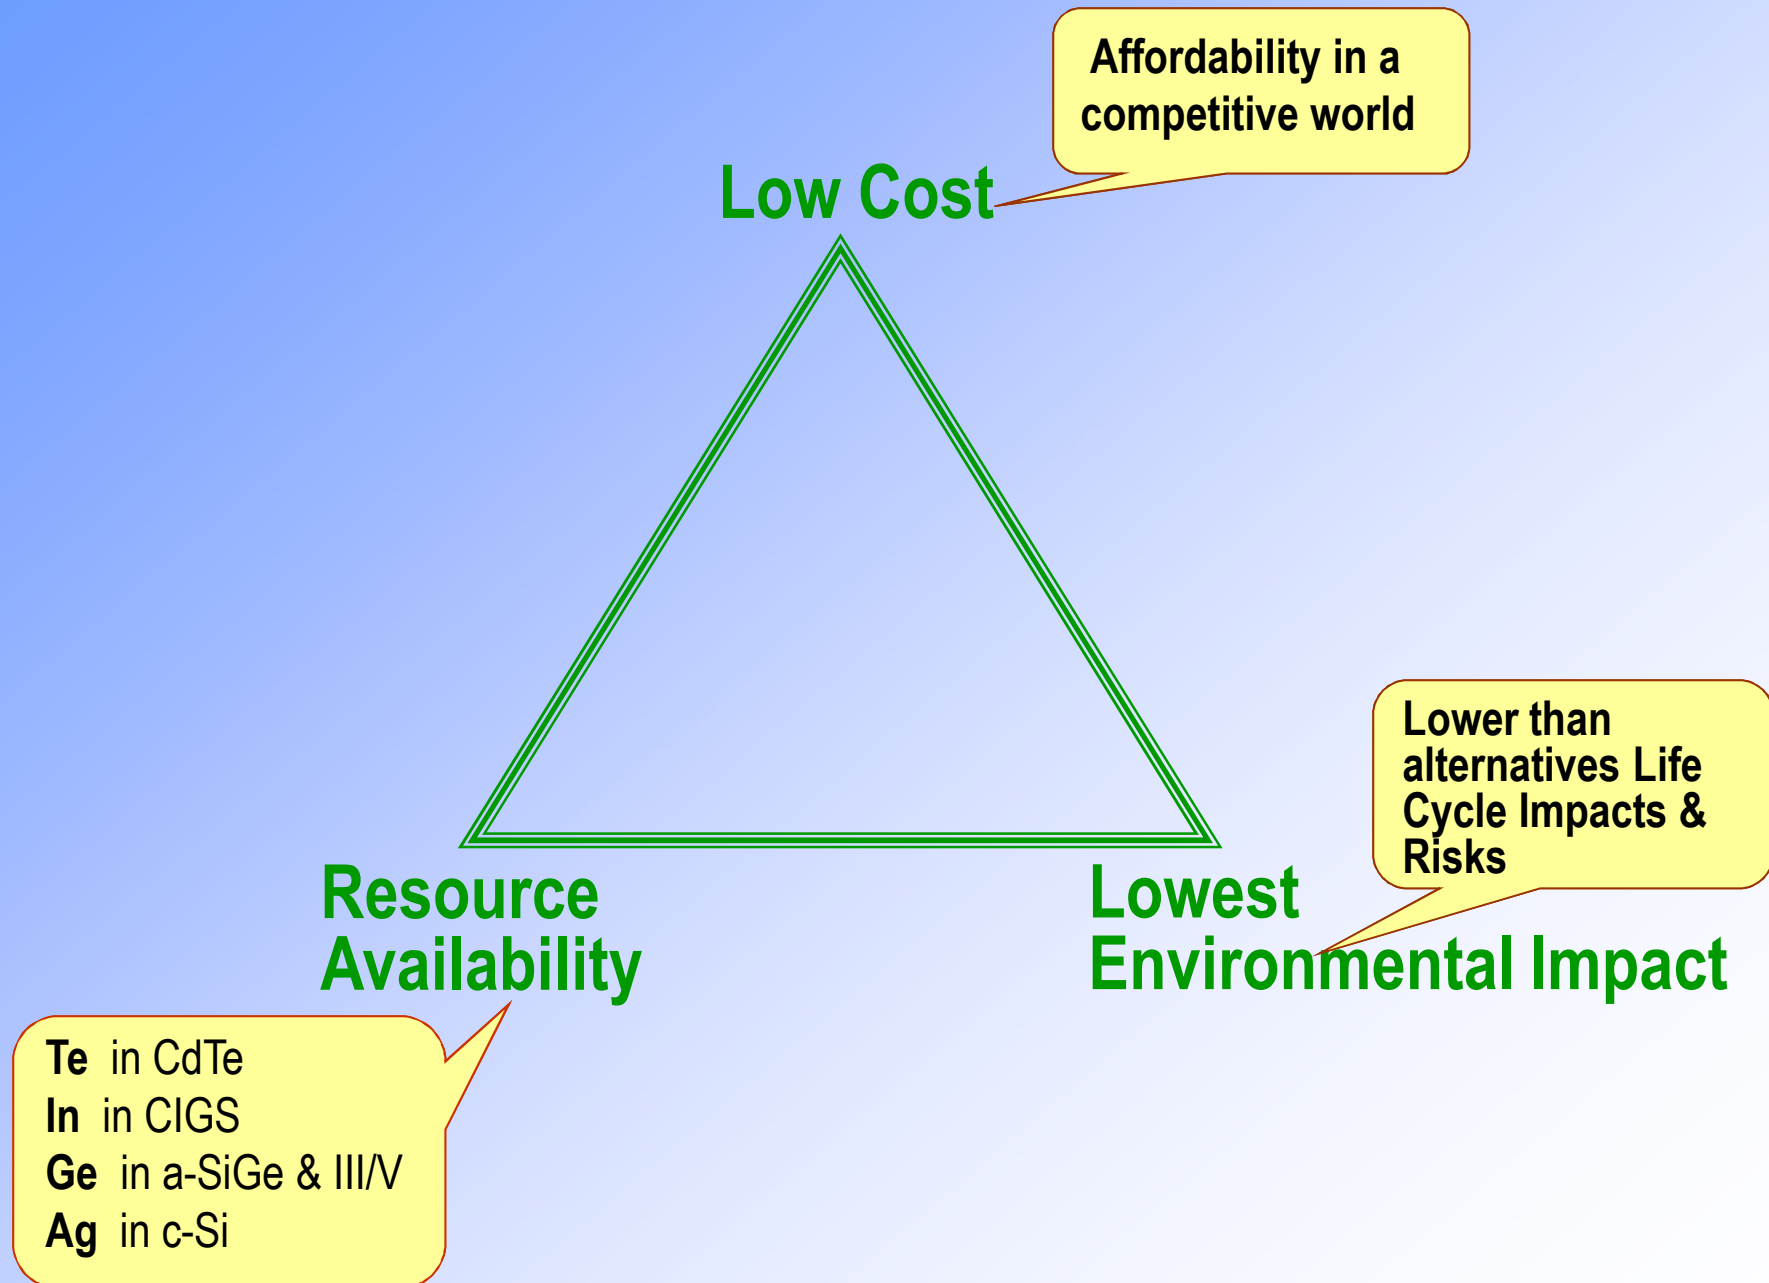 Affordability in a
competitive world
Low Cost
Lower than
alternatives Life
Cycle Impacts &
Risks
Resource
Availability
Lowest
Environmental Impact
Te in CdTe
In in CIGS
Ge in a-SiGe & III/V
Ag in c-Si